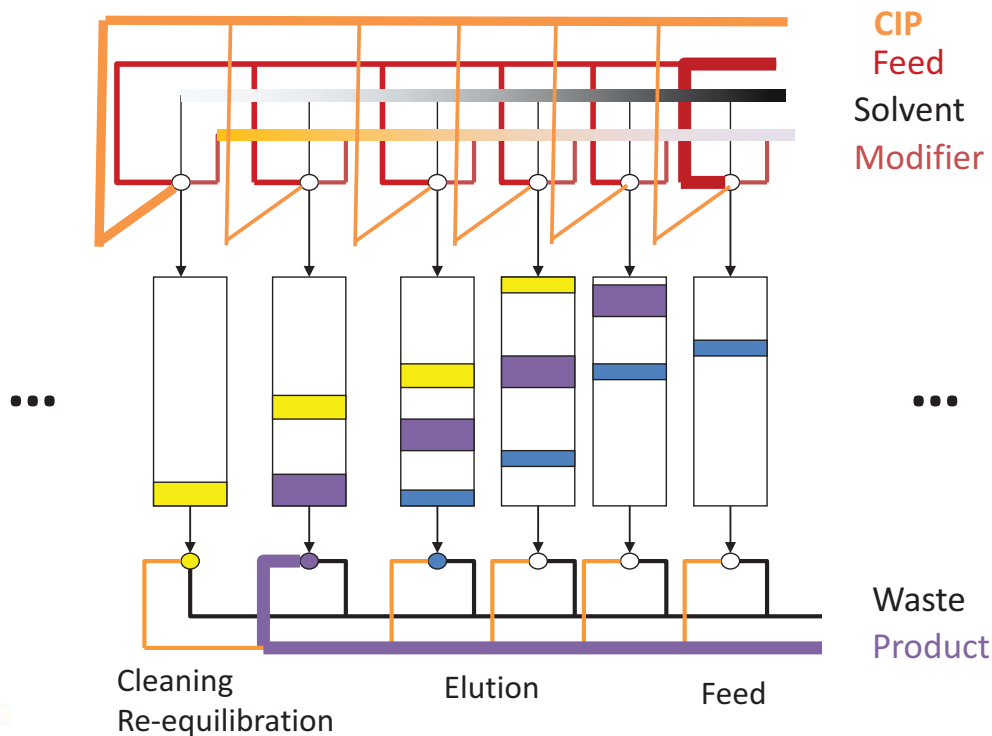 CIP
Feed
Solvent
Modifier
...
...
Waste
Product
Cleaning
Re-equilibration
Elution
Feed